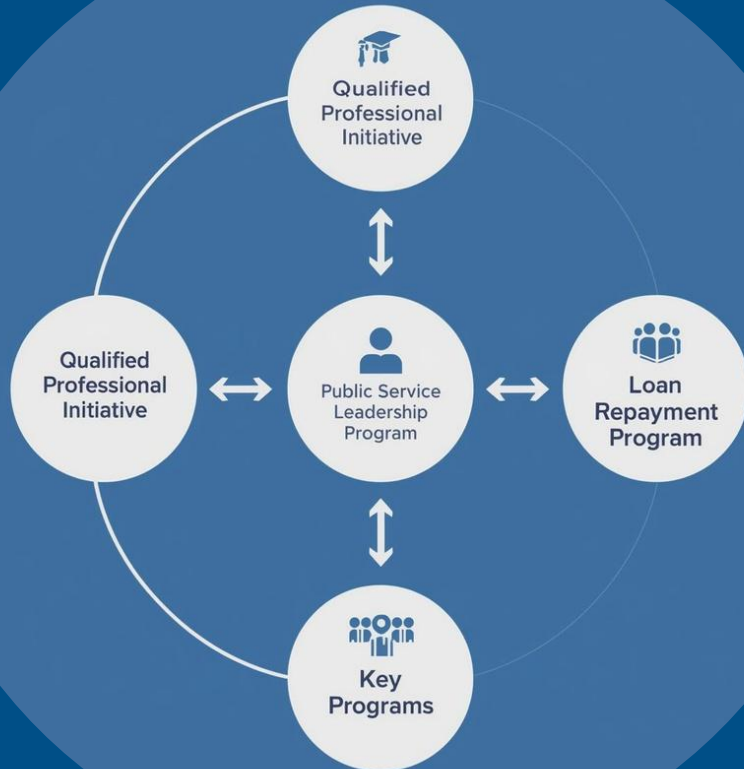 Qualified
Professional
Initiative
Qualified
Professional
Initiative
Public Service
Leadership
Program
Loan
Repayment
Program
Key
Programs